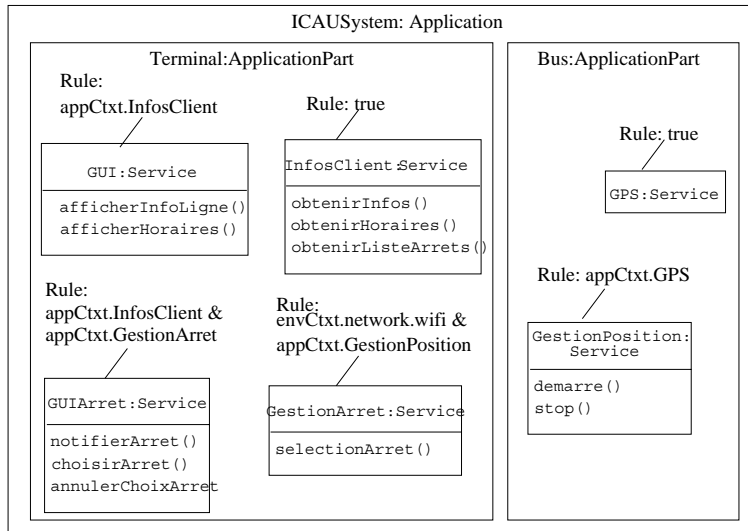 ICAUSystem: Application
Terminal:ApplicationPart
Rule:
appCtxt.InfosClient
GUI:Service
afficherInfoLigne()
afficherHoraires()
Rule: true
InfosClient:Service
obtenirInfos()
obtenirHoraires()
obtenirListeArrets()
Rule:
appCtxt.InfosClient &
appCtxt.GestionArret
GUIArret:Service
notifierArret()
choisirArret()
annulerChoixArret
Rule:
envCtxt.network.wifi &
appCtxt.GestionPosition
GestionArret:Service
selectionArret()
Bus:ApplicationPart
Rule: true
GPS:Service
Rule: appCtxt.GPS
GestionPosition:
Service
demarre()
stop()